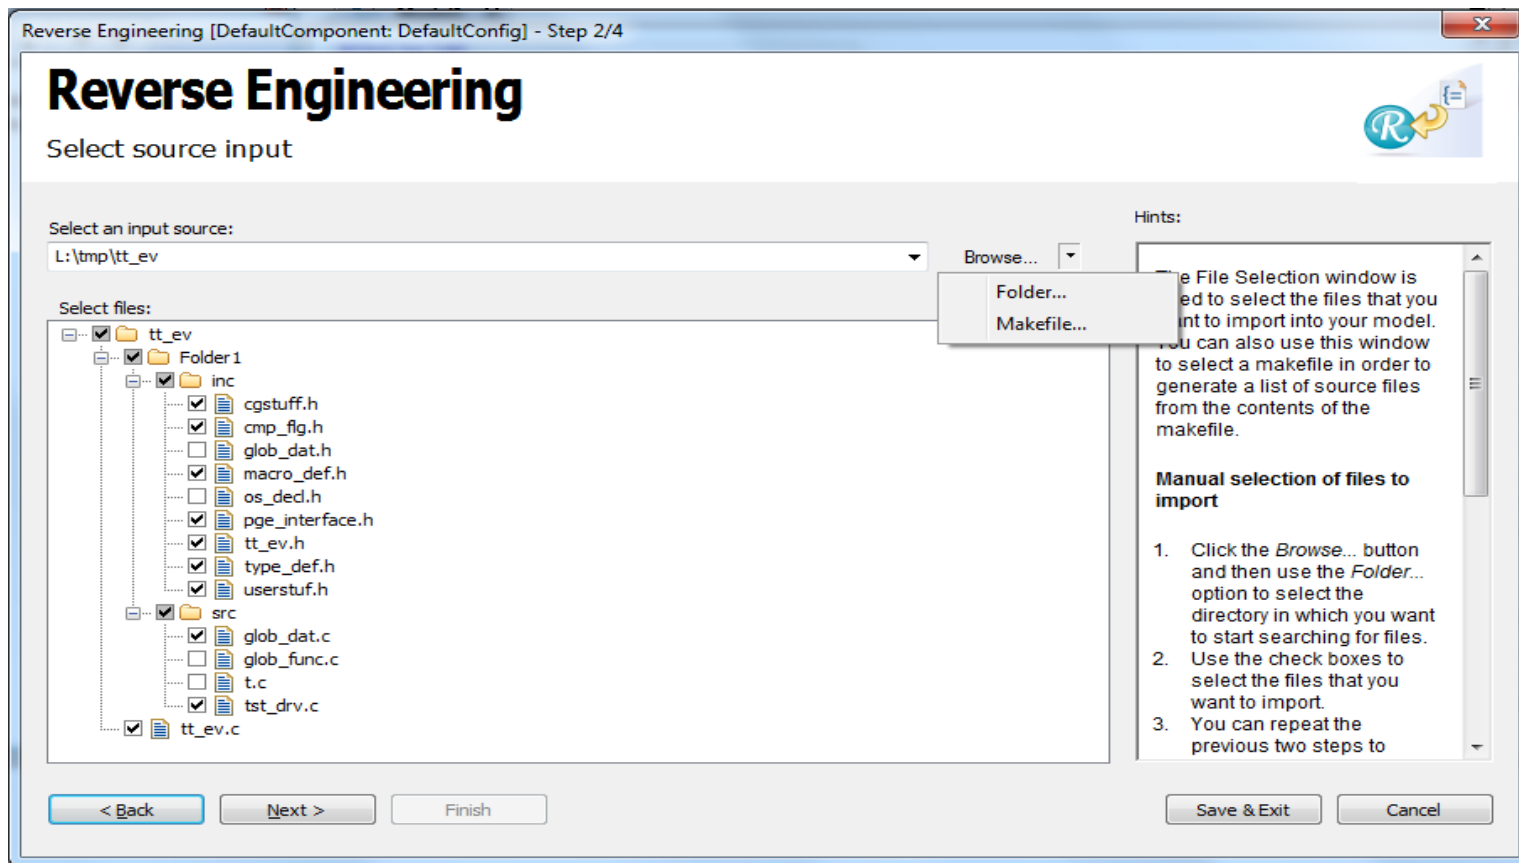 Reverse Engineering [DefaultComponent: DefaultConfig] - Step 2/4
Reverse Engineering
Select source input
Select an input source:
L:\tmp\tt_ev
Browse...
Folder...
Makefile...
Select files:
tt_ev
Folder1
inc
cgstuff.h
cmp_flg.h
glob_dat.h
macro_def.h
os_decl.h
pge_interface.h
tt_ev.h
type_def.h
userstuf.h
src
glob_dat.c
glob_func.c
t.c
tst_drv.c
tt_ev.c
Hints:
File Selection window is
to select the files that you
to import into your model.
can also use this window
to select a makefile in order to
generate a list of source files
from the contents of the
makefile.
Manual selection of files to
import
1. Click the Browse... button
and then use the Folder...
option to select the
directory in which you want
to start searching for files.
2. Use the check boxes to
select the files that you
want to import.
3. You can repeat the
previous two steps to
< Back
Next >
Finish
Save & Exit
Cancel